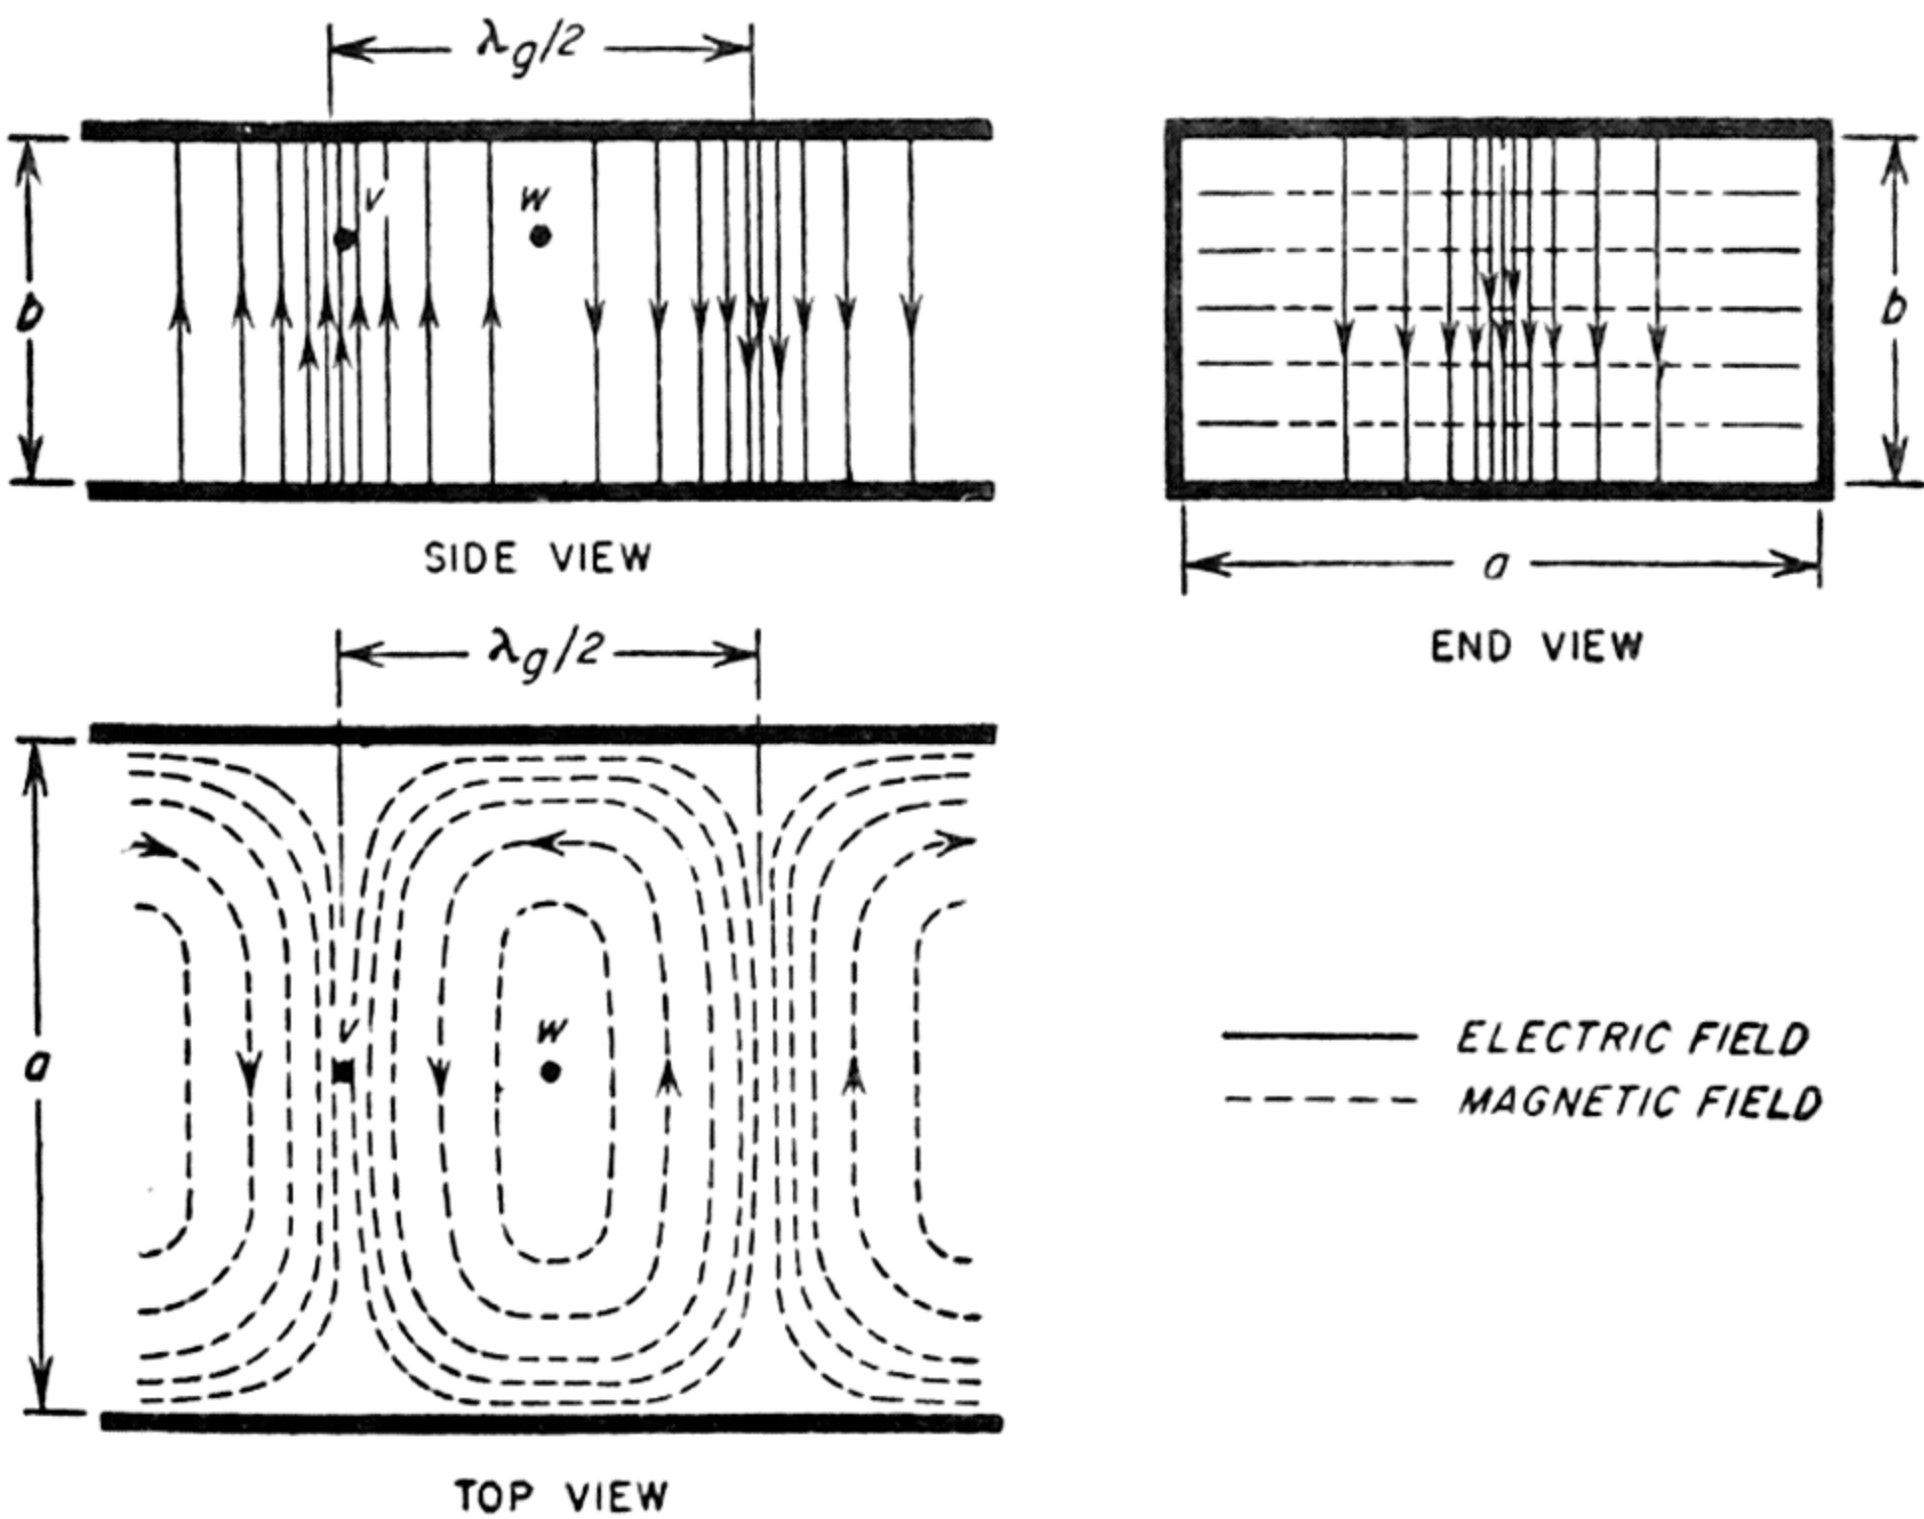 λg/2
v
w
b
b
SIDE VIEW
a
END VIEW
λg/2
v
w
a
ELECTRIC FIELD
MAGNETIC FIELD
TOP VIEW